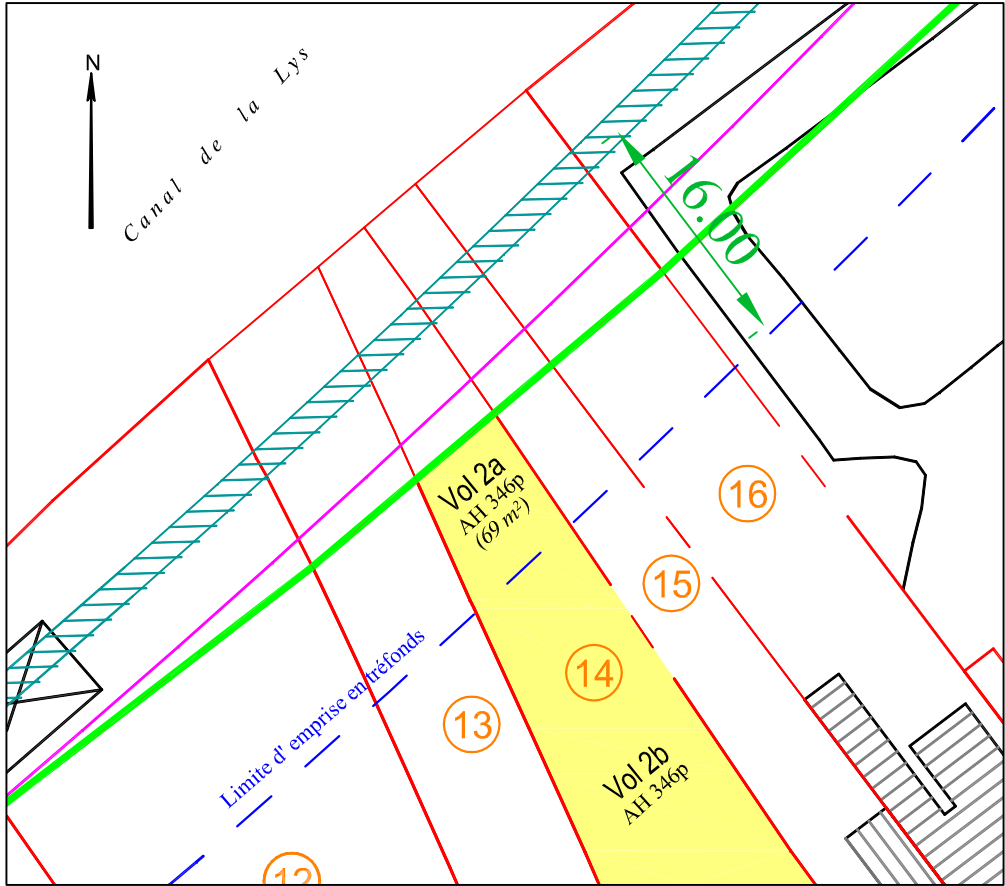 N
Canal de la Lys
16.00
Vol 2a
AH 346p
(69 m²)
16
15
14
13
Limite d' emprise en tréfonds
Vol 2b
AH 346p
12